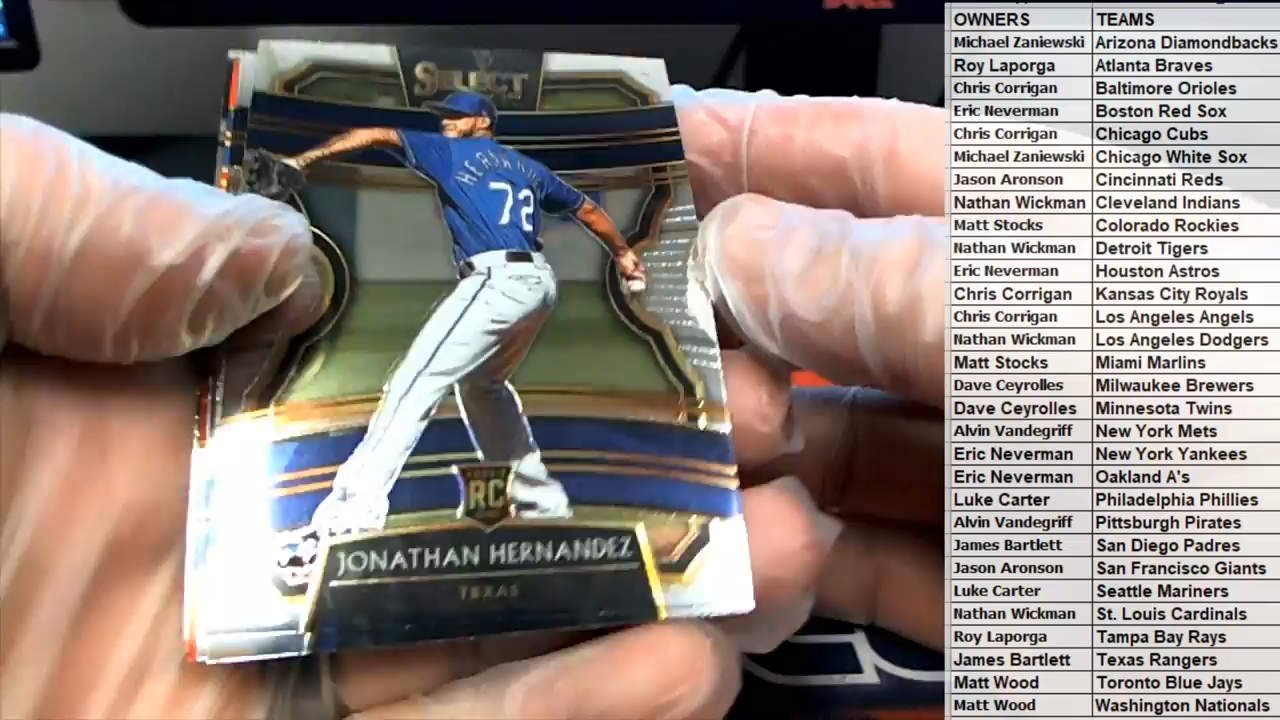 SELECT
HERNAND
72
RC
JONATHAN HERNANDEZ
TEXAS
OWNERS TEAMS
Michael Zaniewski Arizona Diamondbacks
Roy Laporga Atlanta Braves
Chris Corrigan Baltimore Orioles
Eric Neverman Boston Red Sox
Chris Corrigan Chicago Cubs
Michael Zaniewski Chicago White Sox
Jason Aronson Cincinnati Reds
Nathan Wickman Cleveland Indians
Matt Stocks Colorado Rockies
Nathan Wickman Detroit Tigers
Eric Neverman Houston Astros
Chris Corrigan Kansas City Royals
Chris Corrigan Los Angeles Angels
Nathan Wickman Los Angeles Dodgers
Matt Stocks Miami Marlins
Dave Ceyrolles Milwaukee Brewers
Dave Ceyrolles Minnesota Twins
Alvin Vandegriff New York Mets
Eric Neverman New York Yankees
Eric Neverman Oakland A's
Luke Carter Philadelphia Phillies
Alvin Vandegriff Pittsburgh Pirates
James Bartlett San Diego Padres
Jason Aronson San Francisco Giants
Luke Carter Seattle Mariners
Nathan Wickman St. Louis Cardinals
Roy Laporga Tampa Bay Rays
James Bartlett Texas Rangers
Matt Wood Toronto Blue Jays
Matt Wood Washington Nationals